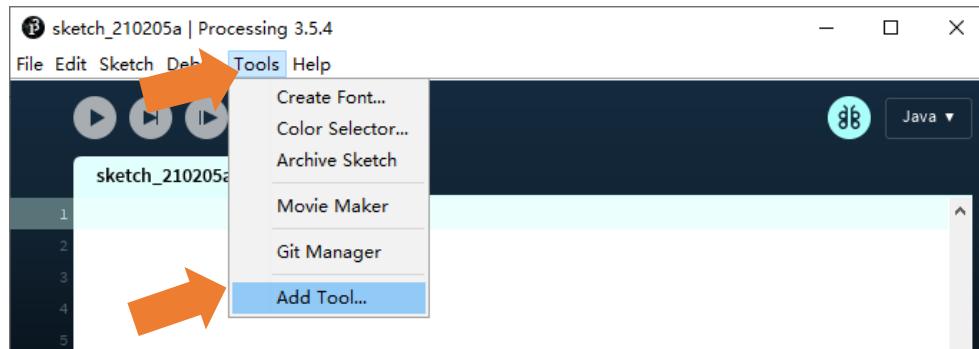 sketch_210205a | Processing 3.5.4
File Edit Sketch Tools Help
Create Font...
Color Selector...
Java ▼
Archive Sketch
sketch_210205a
Movie Maker
Git Manager
Add Tool...
1
2
3
4
5